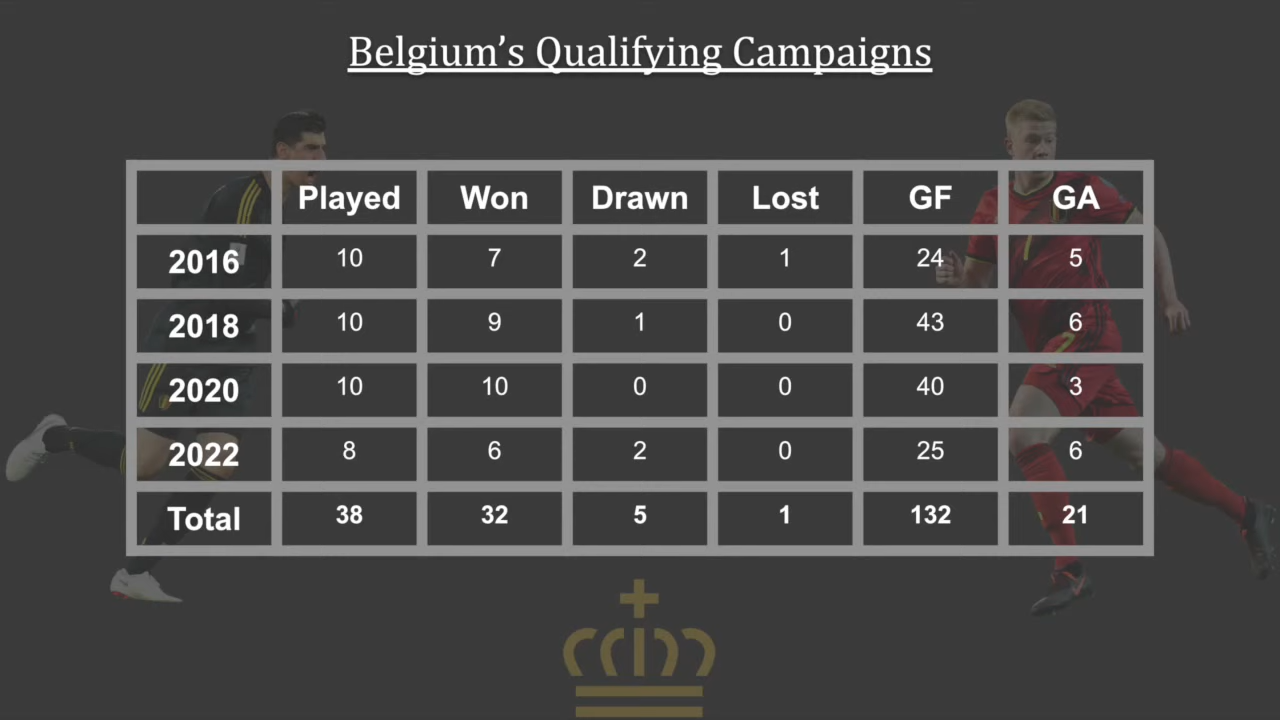 Belgium’s Qualifying Campaigns
Played Won Drawn Lost GF GA
2016 10 7 2 1 24 5
2018 10 9 1 0 43 6
2020 10 10 0 0 40 3
2022 8 6 2 0 25 6
Total 38 32 5 1 132 21